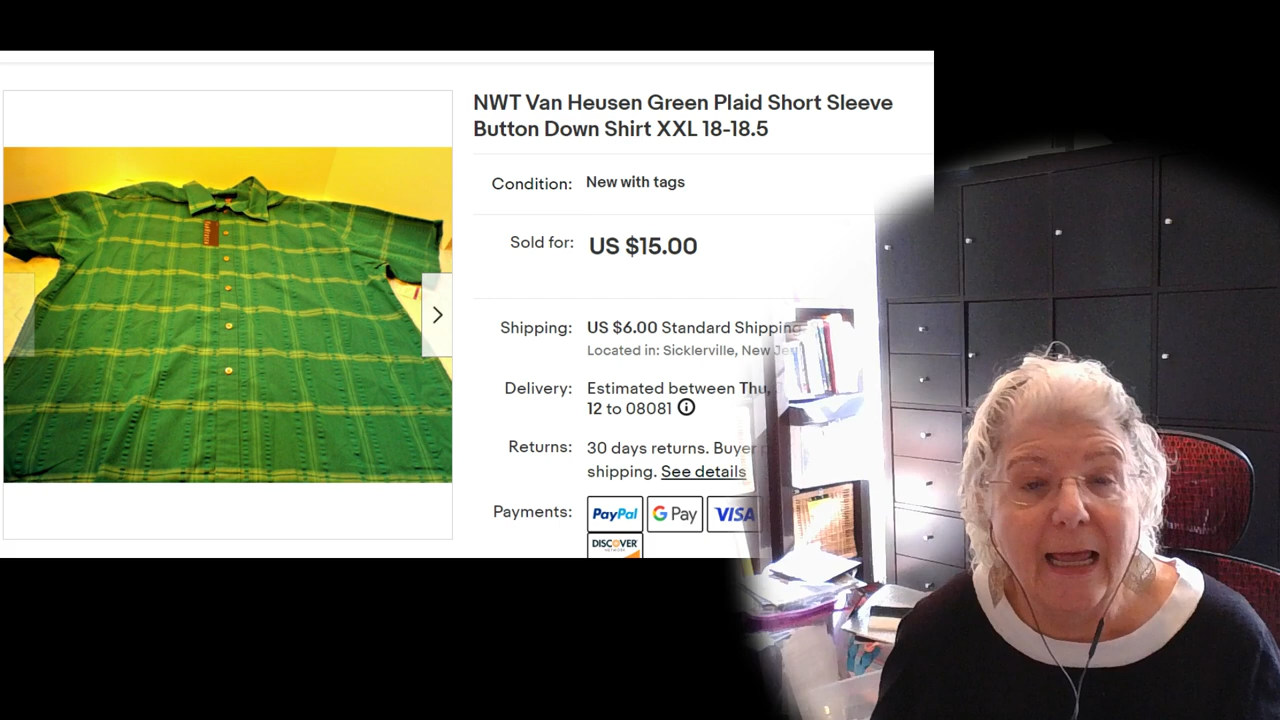 NWT Van Heusen Green Plaid Short Sleeve
Button Down Shirt XXL 18-18.5
Condition: New with tags
Sold for: US $15.00
Shipping: US $6.00 Standard Shipping
Located in: Sicklerville, New
Delivery: Estimated between Thu,
12 to 08081
Returns: 30 days returns. Buyer
shipping. See details
Payments: PayPal G Pay VISA
DISCOVER
NETWORK